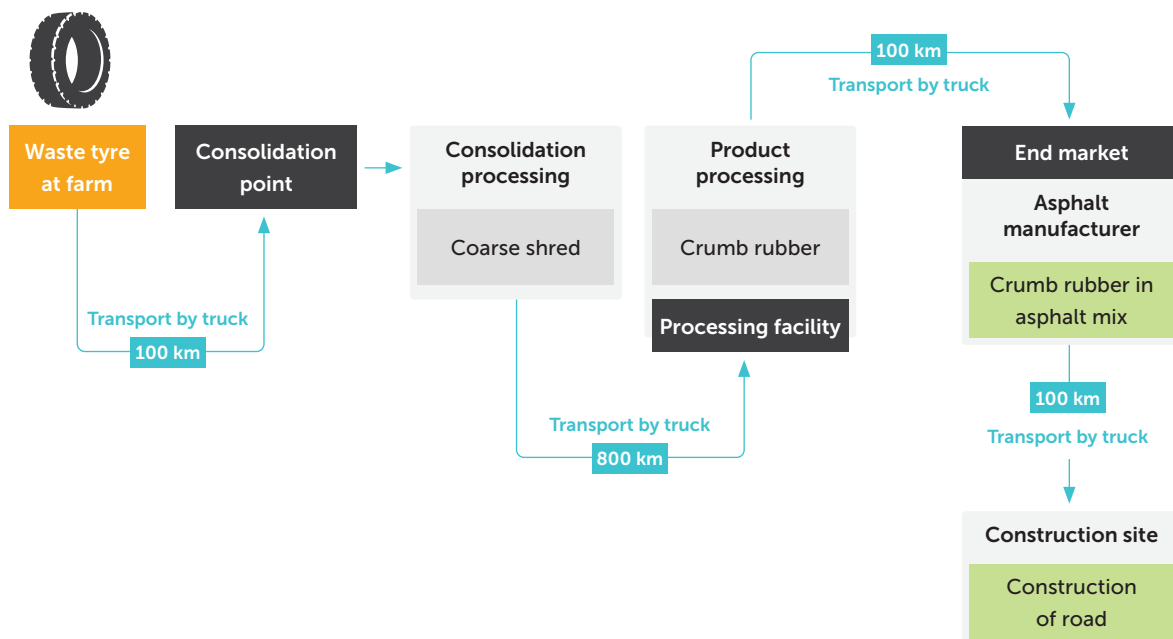 Waste tyre
at farm
Transport by truck
100 km
Consolidation
point
Consolidation
processing
Coarse shred
Transport by truck
800 km
Product
processing
Crumb rubber
Processing facility
100 km
Transport by truck
End market
Asphalt
manufacturer
Crumb rubber in
asphalt mix
100 km
Transport by truck
Construction site
Construction
of road